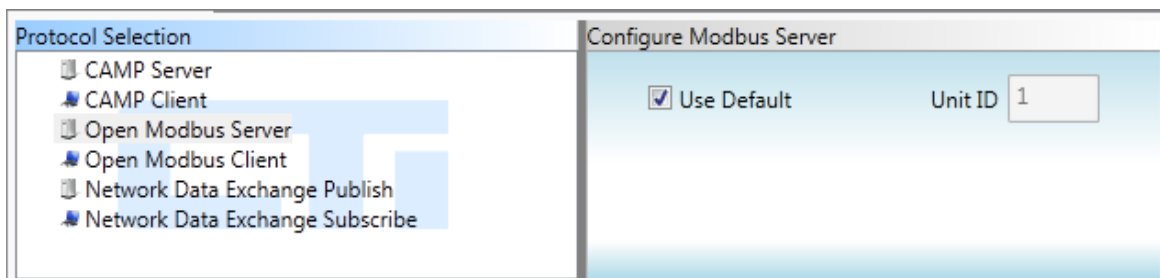 Protocol Selection
CAMP Server
CAMP Client
Open Modbus Server
Open Modbus Client
Network Data Exchange Publish
Network Data Exchange Subscribe
Configure Modbus Server
Use Default Unit ID 1